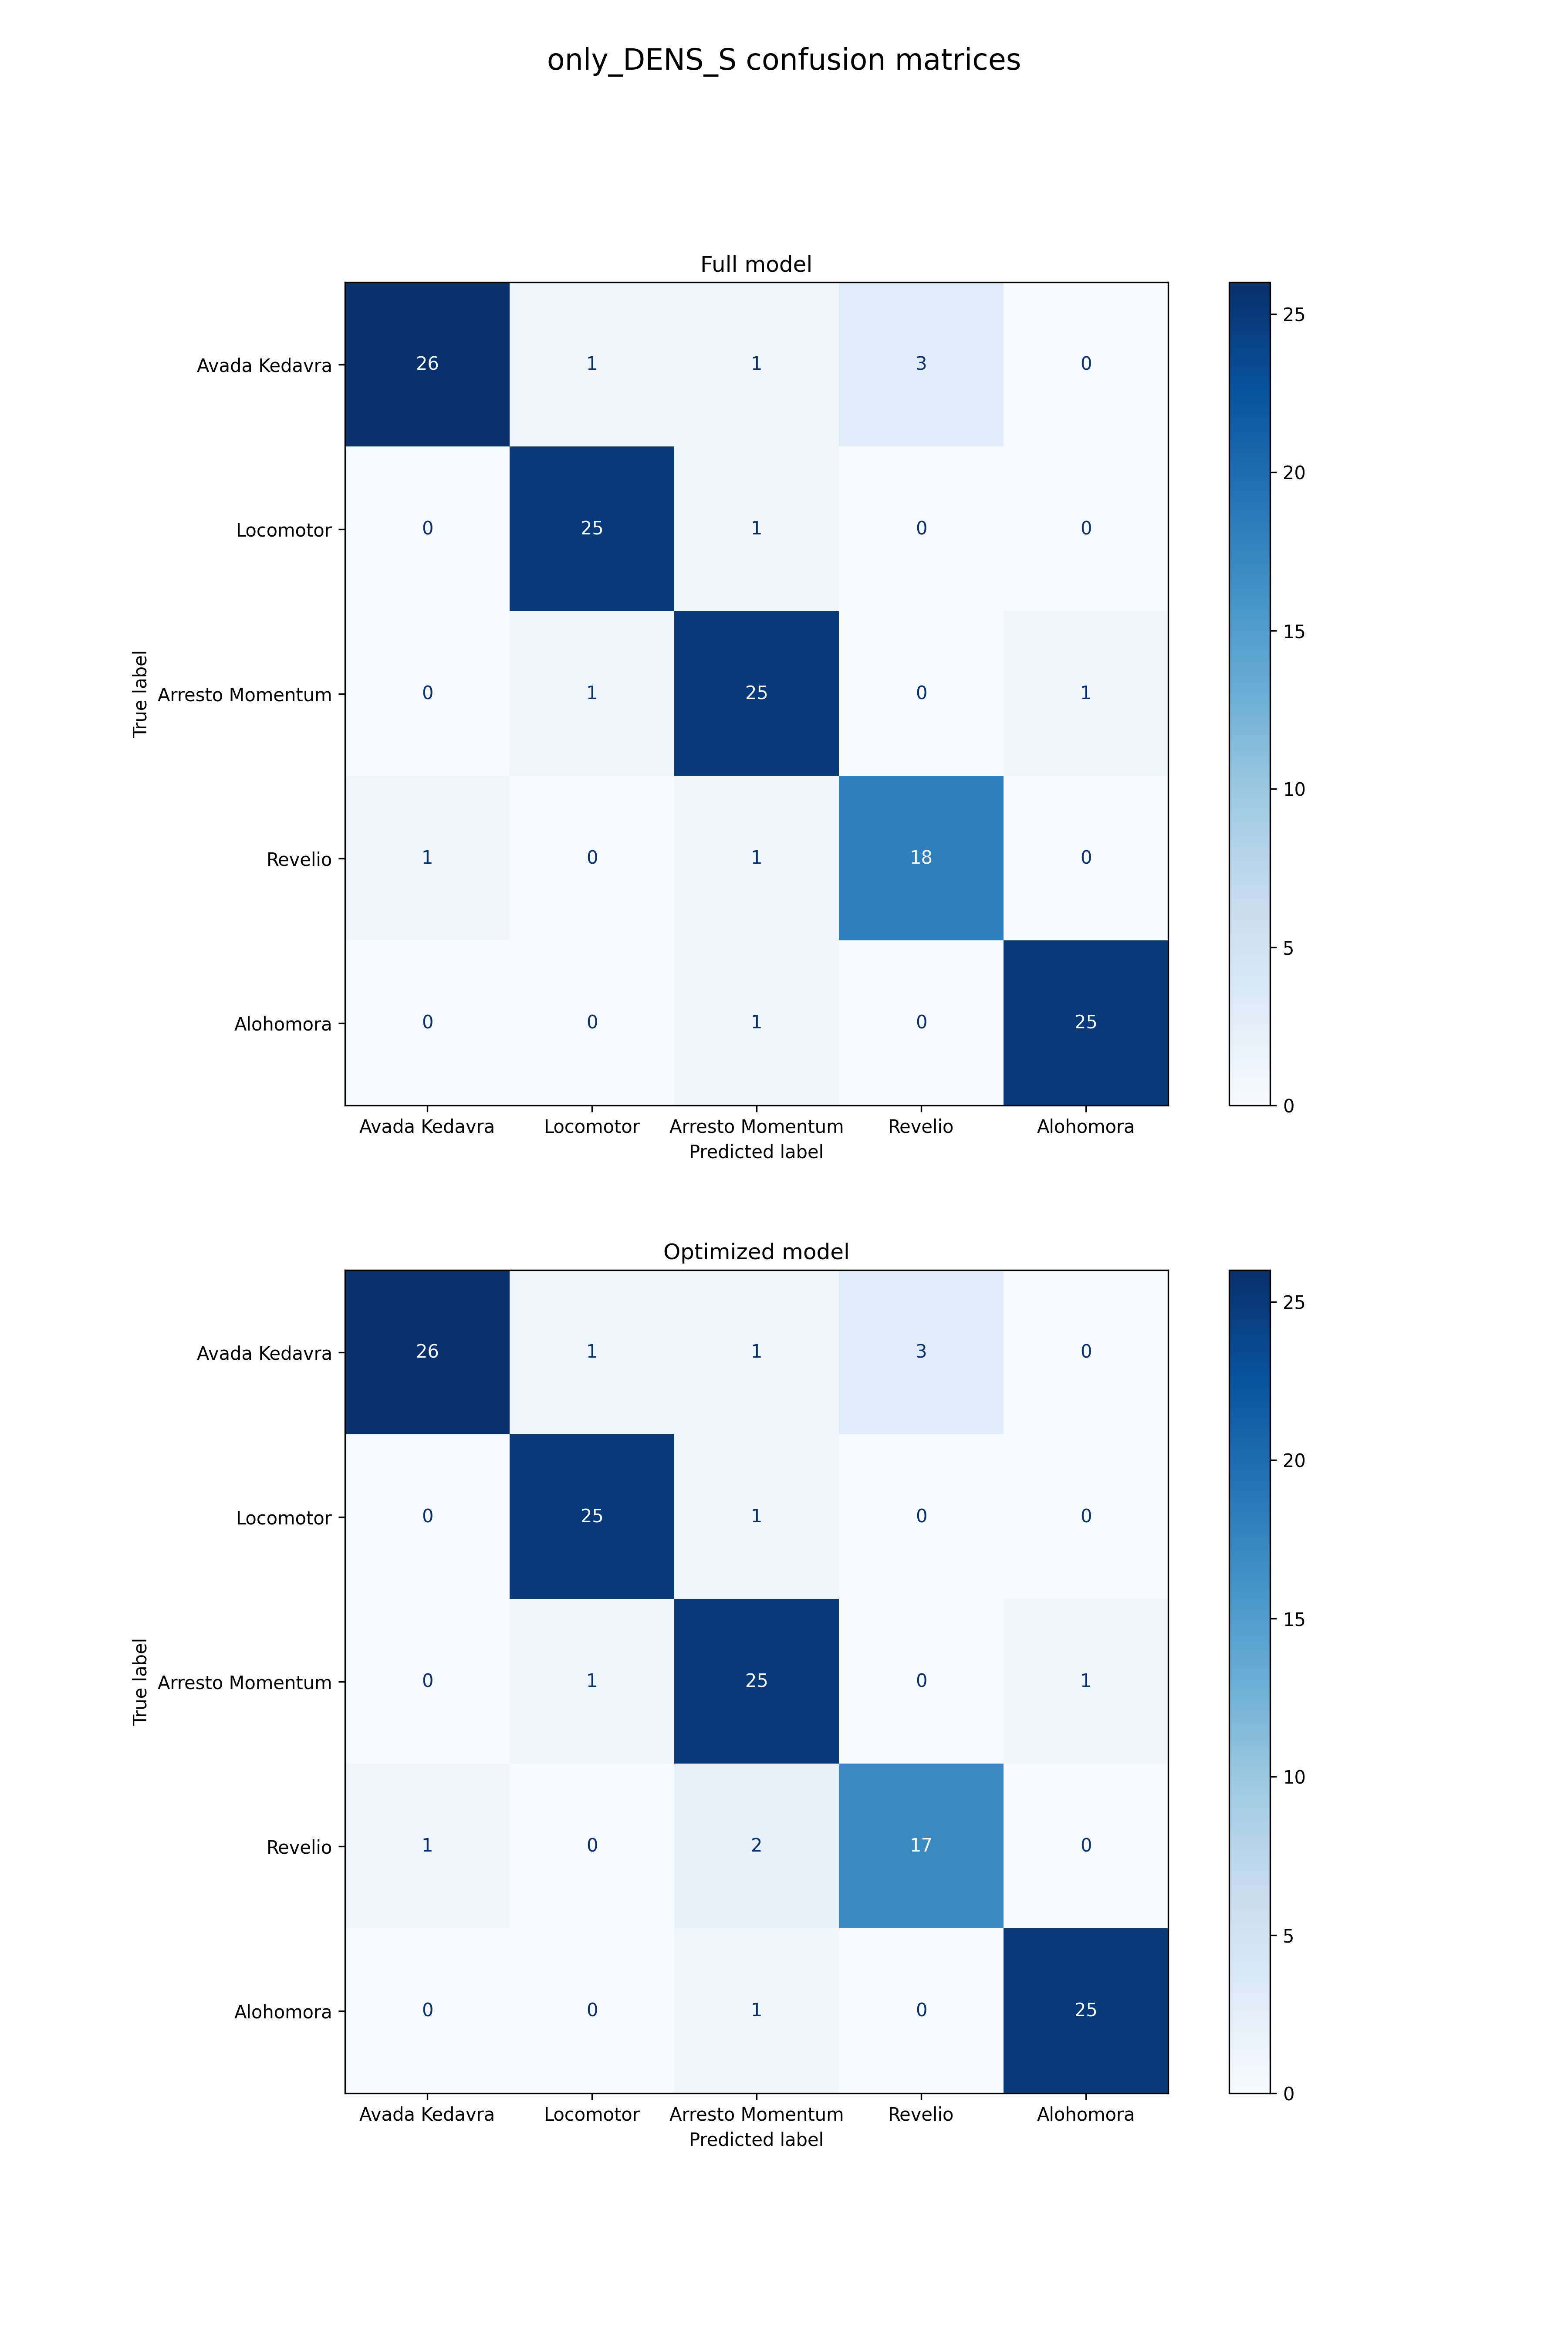 only_DENS_S confusion matrices
Full model
Avada Kedavra 26 1 1 3 0
Locomotor 0 25 1 0 0
Arresto Momentum 0 1 25 0 1
Revelio 1 0 1 18 0
Alohomora 0 0 1 0 25
True label
Avada Kedavra Locomotor Arresto Momentum Revelio Alohomora
Predicted label
25
20
15
10
5
0
Optimized model
Avada Kedavra 26 1 1 3 0
Locomotor 0 25 1 0 0
Arresto Momentum 0 1 25 0 1
Revelio 1 0 2 17 0
Alohomora 0 0 1 0 25
True label
Avada Kedavra Locomotor Arresto Momentum Revelio Alohomora
Predicted label
25
20
15
10
5
0